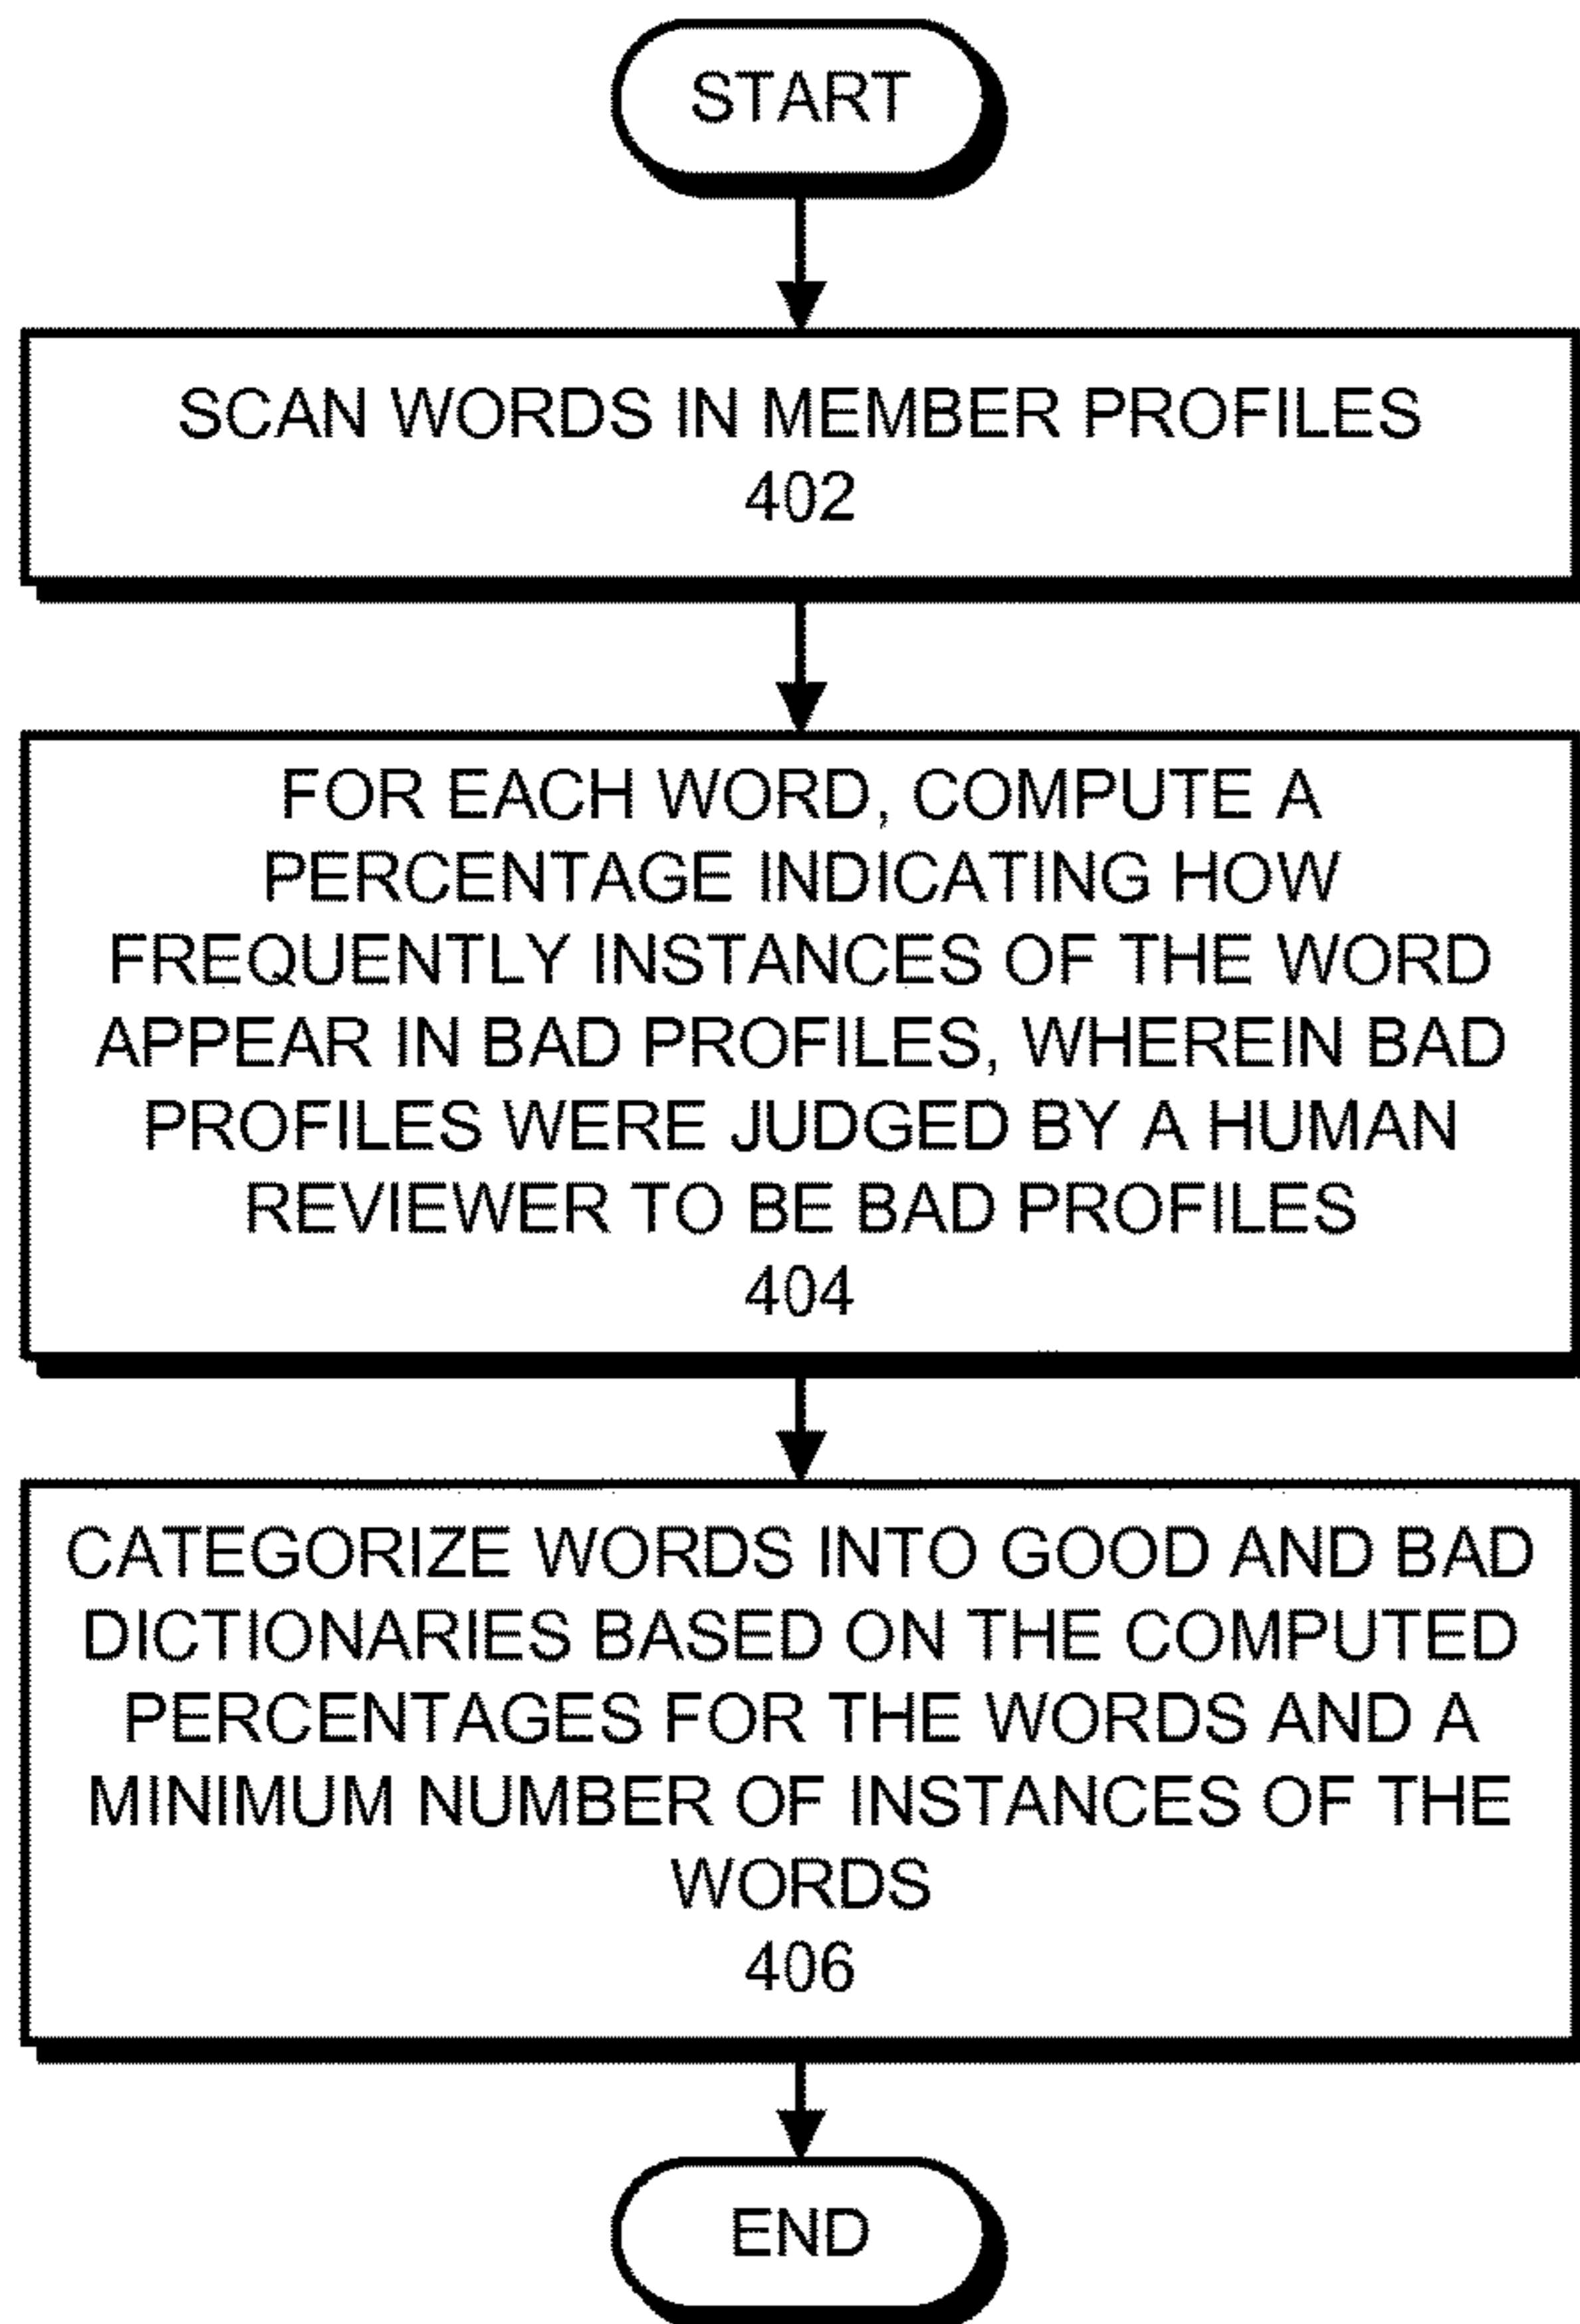 START
SCAN WORDS IN MEMBER PROFILES
402
FOR EACH WORD, COMPUTE A
PERCENTAGE INDICATING HOW
FREQUENTLY INSTANCES OF THE WORD
APPEAR IN BAD PROFILES, WHEREIN BAD
PROFILES WERE JUDGED BY A HUMAN
REVIEWER TO BE BAD PROFILES
404
CATEGORIZE WORDS INTO GOOD AND BAD
DICTIONARIES BASED ON THE COMPUTED
PERCENTAGES FOR THE WORDS AND A
MINIMUM NUMBER OF INSTANCES OF THE
WORDS
406
END